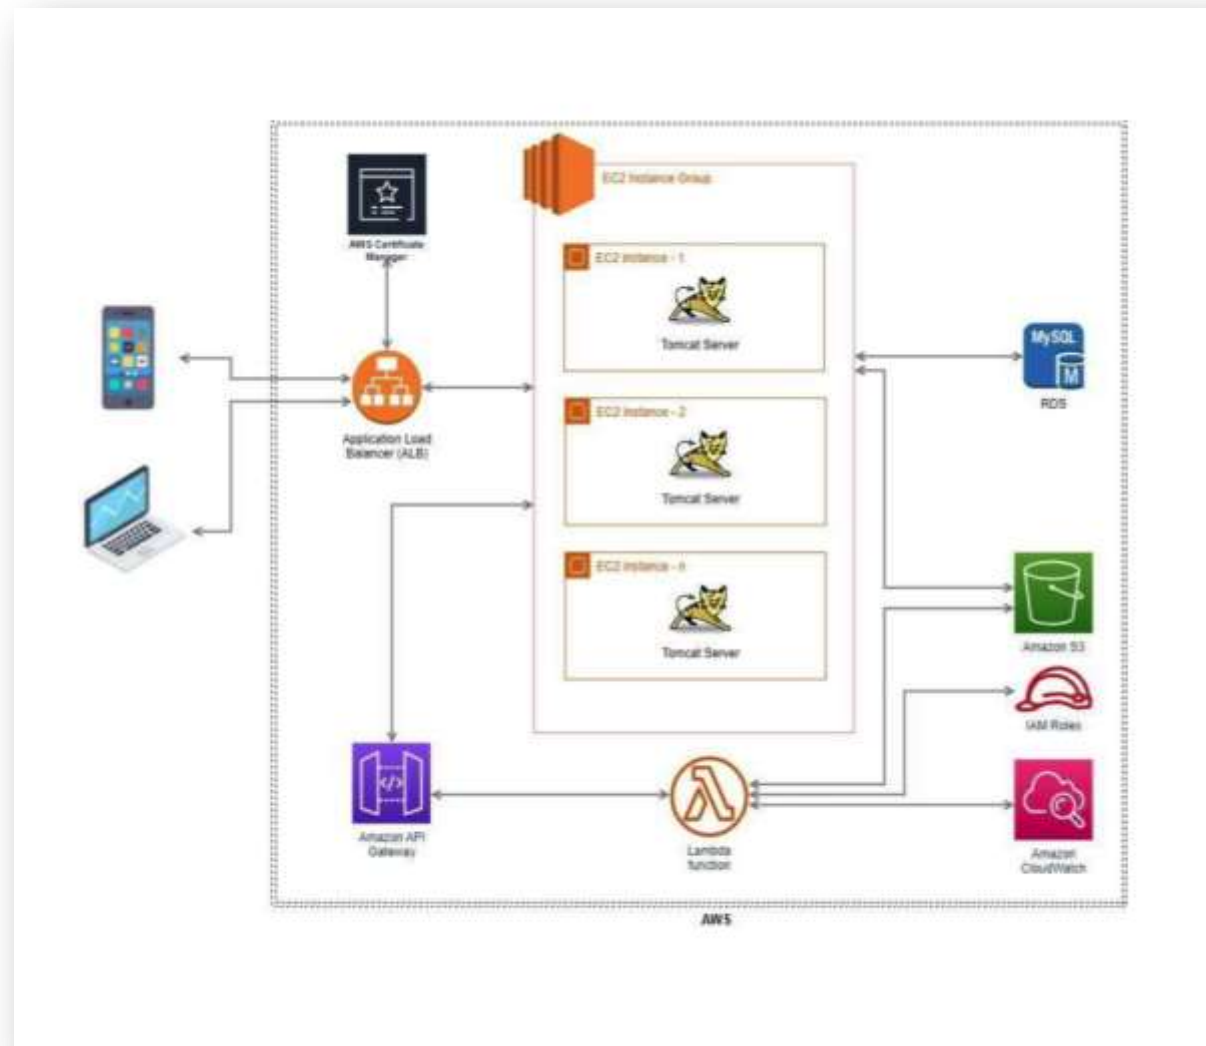 EC2 Instance Group
AWS Certificate
Manager
EC2 Instance - 1
Tomcat Server
MySQL
M
RDS
Application Load
Balancer (ALB)
EC2 Instance - 2
Tomcat Server
EC2 Instance - n
Tomcat Server
Amazon S3
IAM Roles
</>
Amazon API
Gateway
Lambda
function
Amazon
CloudWatch
AWS